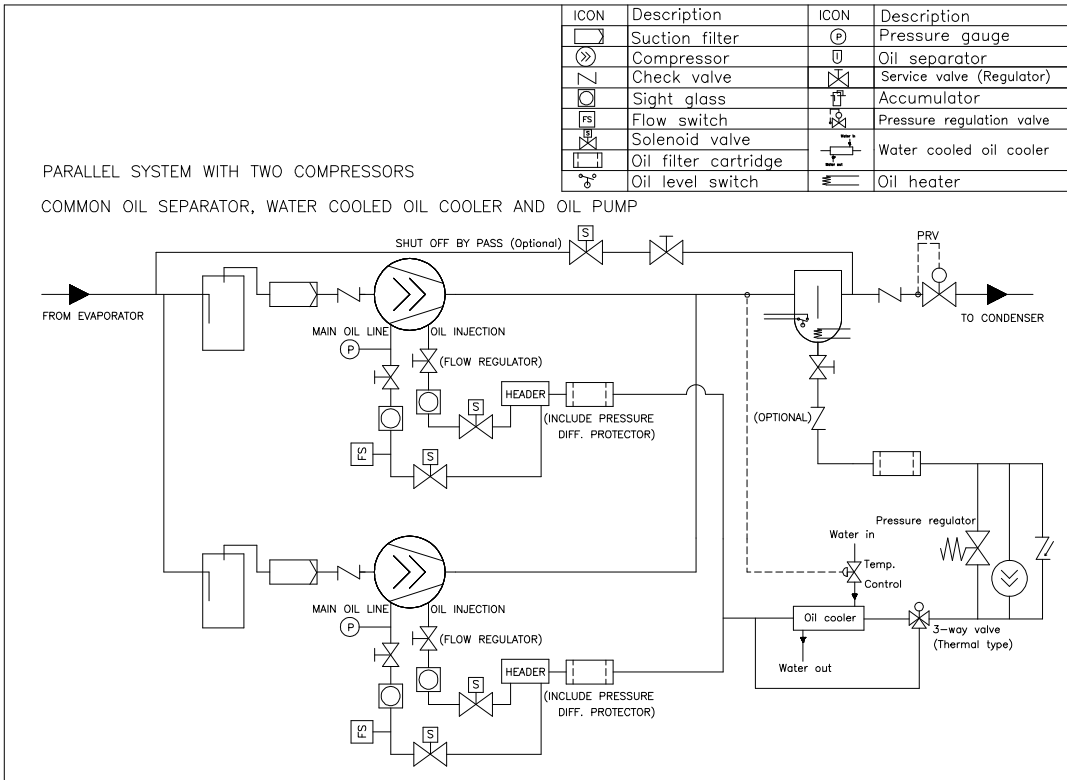 ICON Description ICON Description
Suction filter P Pressure gauge
Compressor Oil separator
Check valve Service valve (Regulator)
Sight glass Accumulator
FS Flow switch Pressure regulation valve
S Solenoid valve Water in Water cooled oil cooler
Oil filter cartridge Water out
Oil level switch Oil heater
PARALLEL SYSTEM WITH TWO COMPRESSORS
COMMON OIL SEPARATOR, WATER COOLED OIL COOLER AND OIL PUMP
SHUT OFF BY PASS (Optional) S PRV
FROM EVAPORATOR TO CONDENSER
MAIN OIL LINE OIL INJECTION
P (FLOW REGULATOR)
HEADER
S (INCLUDE PRESSURE
DIFF. PROTECTOR)
(OPTIONAL)
FS S
Pressure regulator
Water in
Temp.
Control
MAIN OIL LINE OIL INJECTION
Oil cooler
P (FLOW REGULATOR)
3-way valve
(Thermal type)
Water out
HEADER
S (INCLUDE PRESSURE
DIFF. PROTECTOR)
FS S